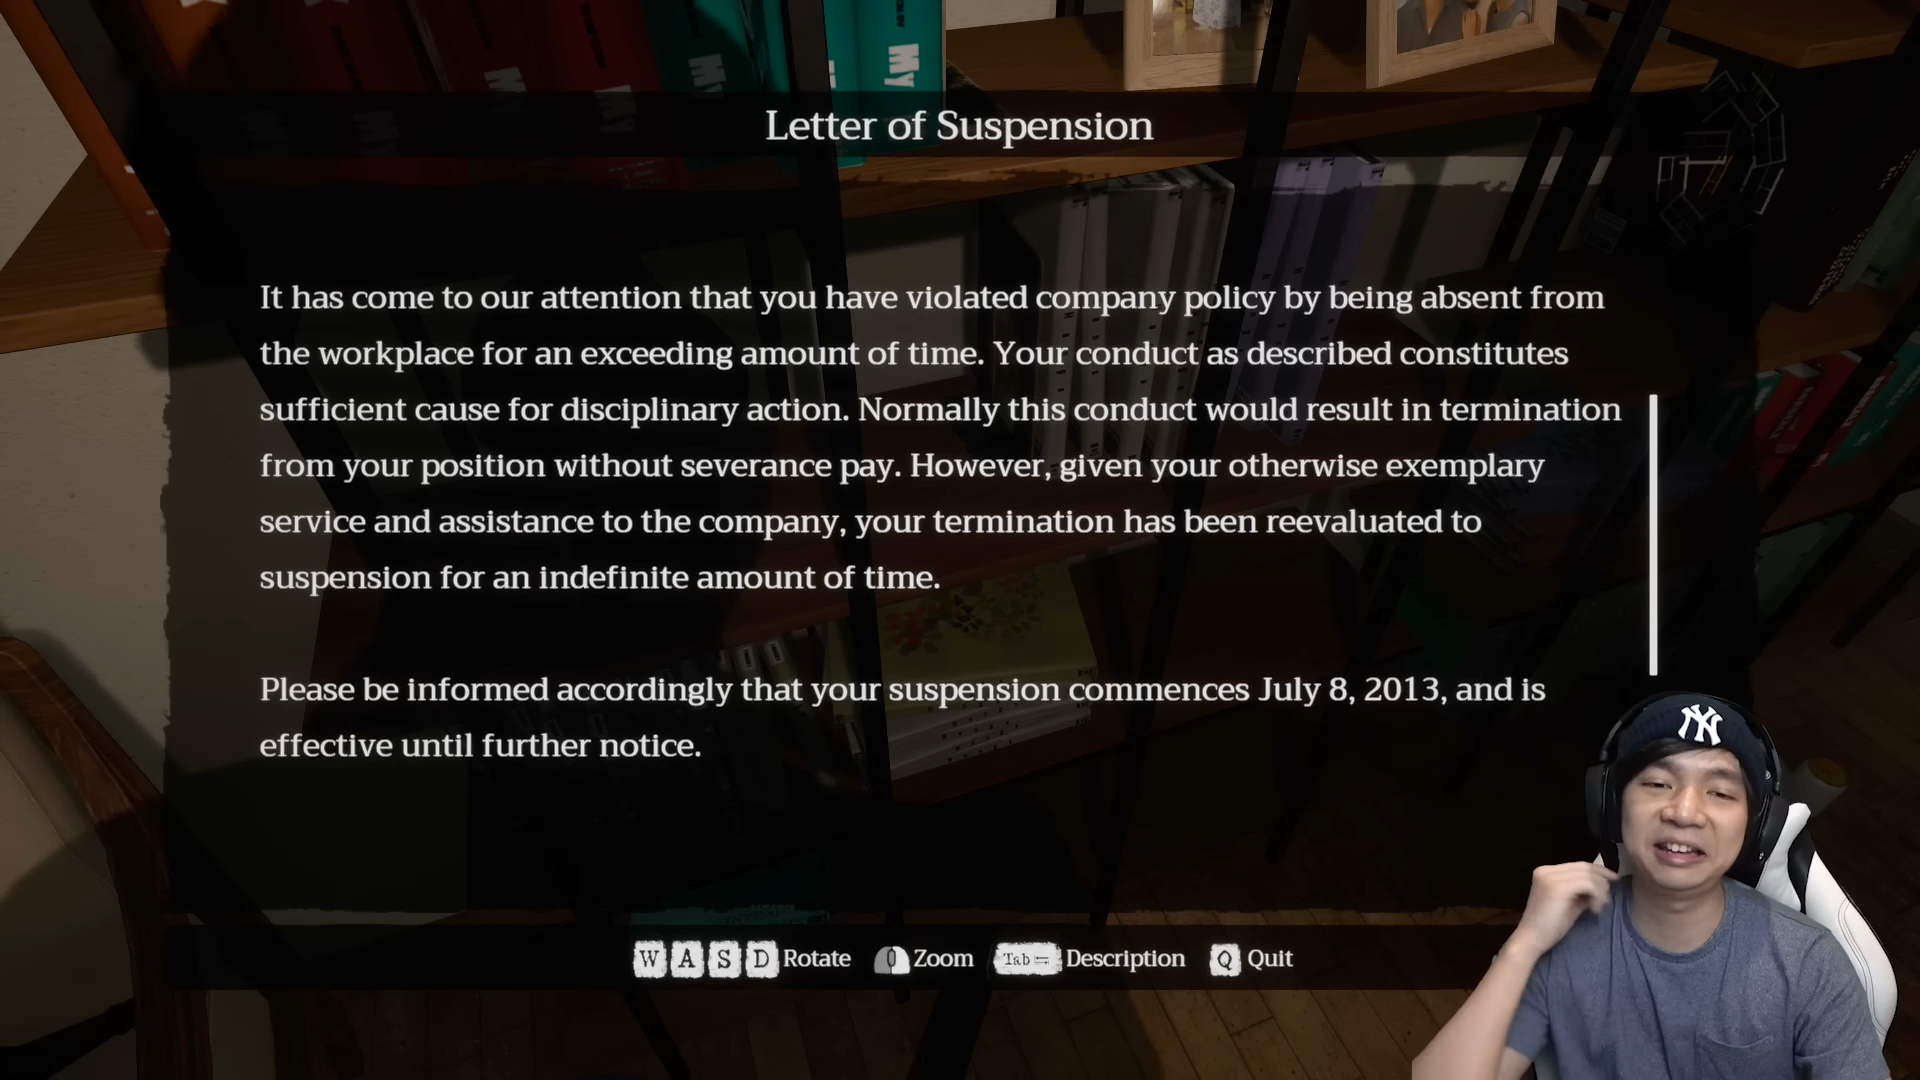 My
My
My
My
Letter of Suspension
It has come to our attention that you have violated company policy by being absent from
the workplace for an exceeding amount of time. Your conduct as described constitutes
sufficient cause for disciplinary action. Normally this conduct would result in termination
from your position without severance pay. However, given your otherwise exemplary
service and assistance to the company, your termination has been reevaluated to
suspension for an indefinite amount of time.
Please be informed accordingly that your suspension commences July 8, 2013, and is
effective until further notice.
NY
W A S D Rotate Zoom Tab Description Q Quit